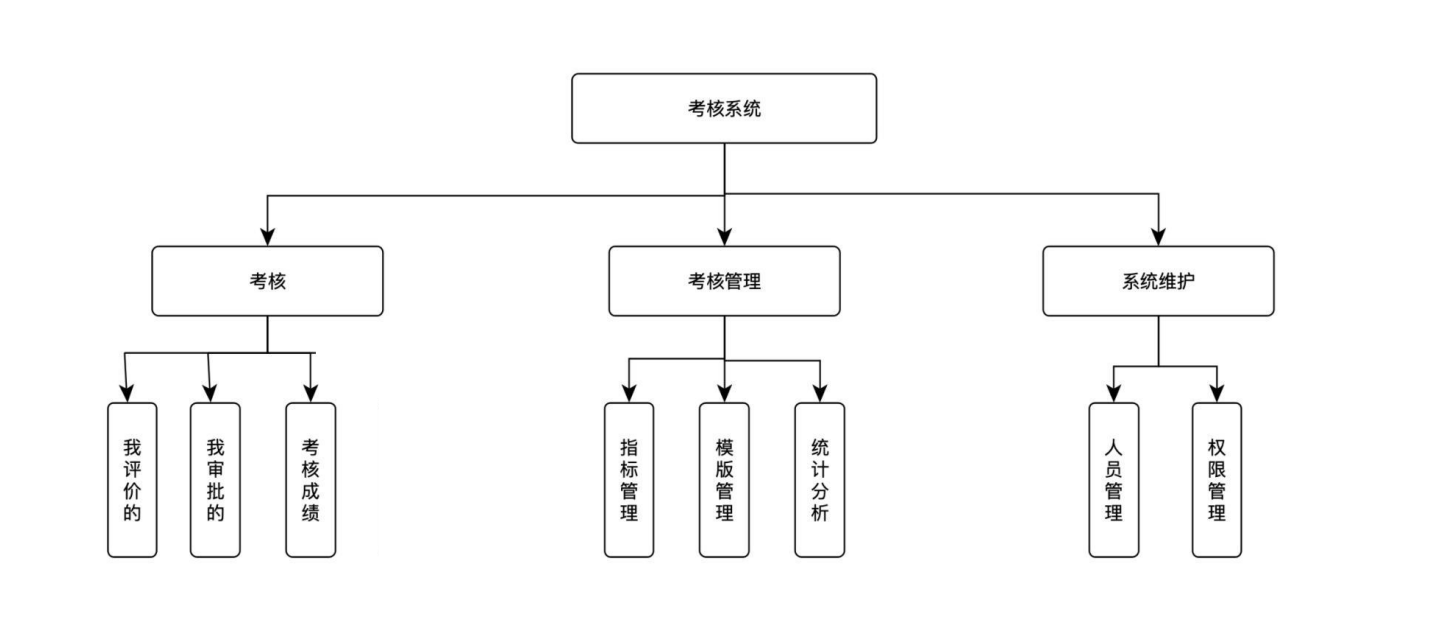 考核系统
考核
考核管理
系统维护
我评价的
我审批的
考核成绩
指标管理
模版管理
统计分析
人员管理
权限管理